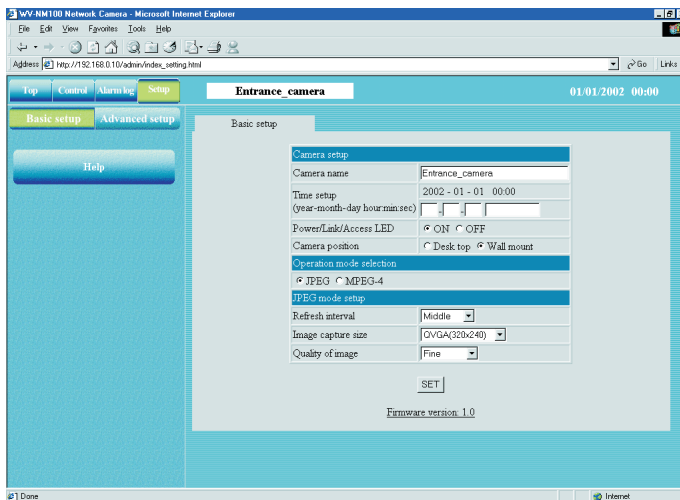 WV-NM100 Network Camera - Microsoft Internet Explorer
File Edit View Favorites Tools Help
Address http://192.168.0.10/admin/index_setting.html Go Links
Top Control Alarm log Setup Entrance_camera 01/01/2002 00:00
Basic setup Advanced setup
Help
Basic setup
Camera setup
Camera name Entrance_camera
Time setup 2002 - 01 - 01 00:00
(year-month-day hour:min:sec) - -
Power/Link/Access LED ON OFF
Camera position Desk top Wall mount
Operation mode selection
JPEG MPEG-4
JPEG mode setup
Refresh interval Middle
Image capture size QVGA(320x240)
Quality of image Fine
SET
Firmware version: 1.0
Done Internet